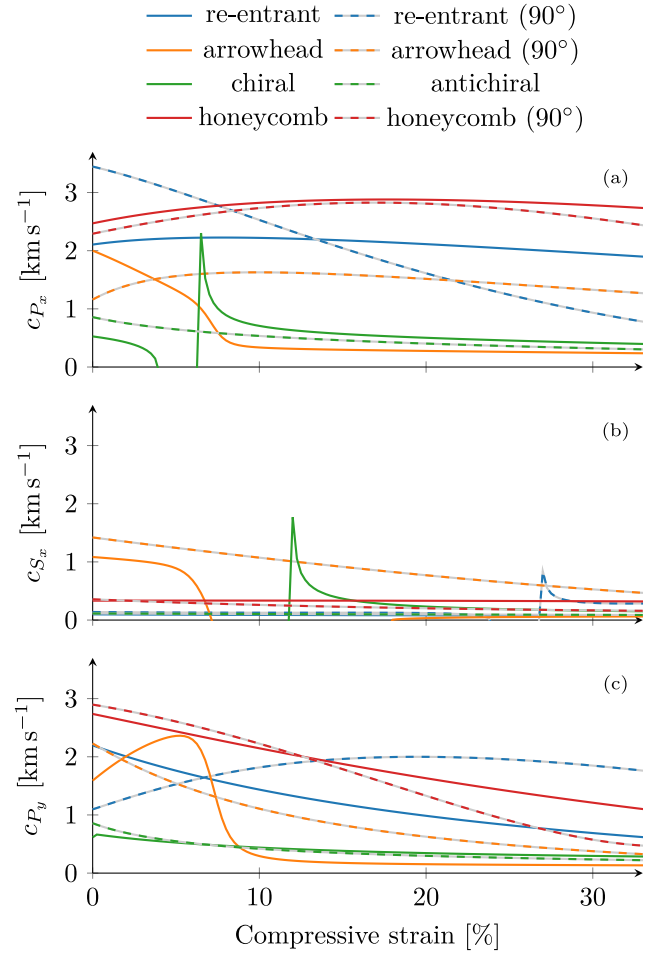 re-entrant re-entrant (90°)
arrowhead arrowhead (90°)
chiral antichiral
honeycomb honeycomb (90°)
(a)
3
2
1
0
c_{P_x} [km s⁻¹]
(b)
3
2
1
0
c_{S_x} [km s⁻¹]
(c)
3
2
1
0
c_{P_y} [km s⁻¹]
0 10 20 30
Compressive strain [%]